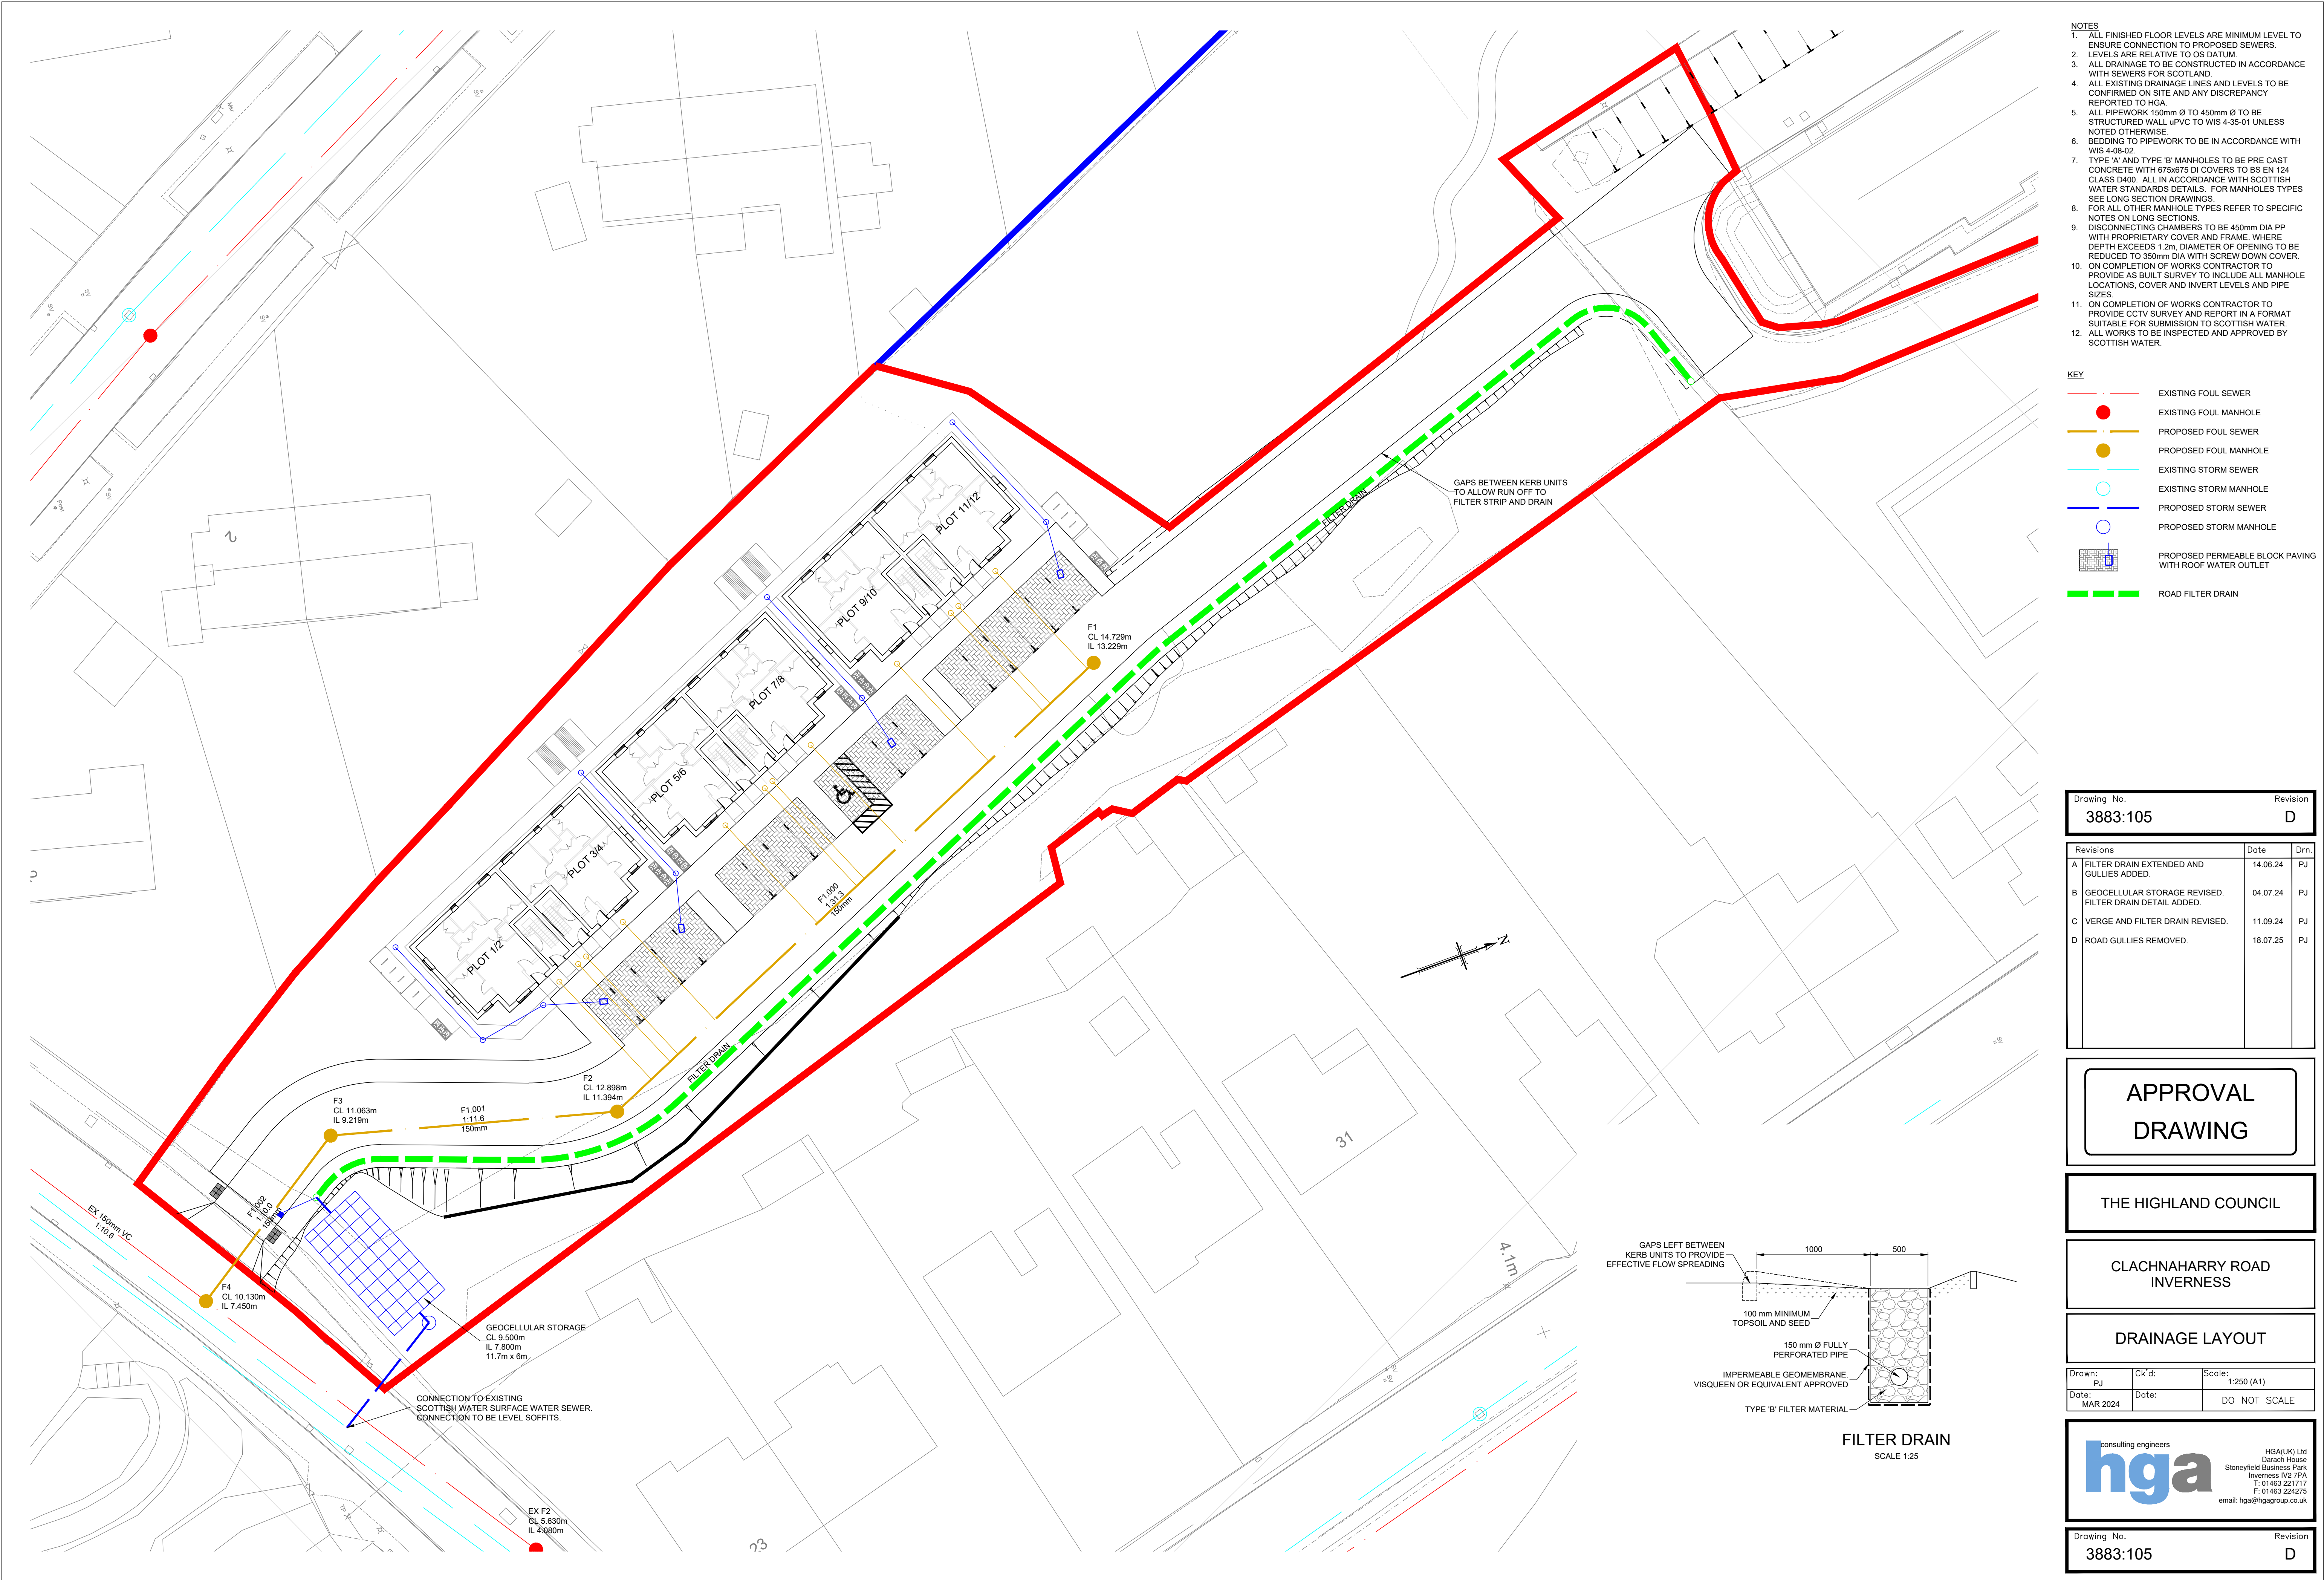 NOTES
1. ALL FINISHED FLOOR LEVELS ARE MINIMUM LEVEL TO
ENSURE CONNECTION TO PROPOSED SEWERS.
2. LEVELS ARE RELATIVE TO OS DATUM.
3. ALL DRAINAGE TO BE CONSTRUCTED IN ACCORDANCE
WITH SEWERS FOR SCOTLAND.
4. ALL EXISTING DRAINAGE LINES AND LEVELS TO BE
CONFIRMED ON SITE AND ANY DISCREPANCY
REPORTED TO HGA.
5. ALL PIPEWORK 150mm Ø TO 450mm Ø TO BE
STRUCTURED WALL uPVC TO WIS 4-35-01 UNLESS
NOTED OTHERWISE.
6. BEDDING TO PIPEWORK TO BE IN ACCORDANCE WITH
WIS 4-08-02.
7. TYPE 'A' AND TYPE 'B' MANHOLES TO BE PRE CAST
CONCRETE WITH 675x675 DI COVERS TO BS EN 124
CLASS D400. ALL IN ACCORDANCE WITH SCOTTISH
WATER STANDARDS DETAILS. FOR MANHOLES TYPES
SEE LONG SECTION DRAWINGS.
8. FOR ALL OTHER MANHOLE TYPES REFER TO SPECIFIC
NOTES ON LONG SECTIONS.
9. DISCONNECTING CHAMBERS TO BE 450mm DIA PP
WITH PROPRIETARY COVER AND FRAME. WHERE
DEPTH EXCEEDS 1.2m, DIAMETER OF OPENING TO BE
REDUCED TO 350mm DIA WITH SCREW DOWN COVER.
10. ON COMPLETION OF WORKS CONTRACTOR TO
PROVIDE AS BUILT SURVEY TO INCLUDE ALL MANHOLE
LOCATIONS, COVER AND INVERT LEVELS AND PIPE
SIZES.
11. ON COMPLETION OF WORKS CONTRACTOR TO
PROVIDE CCTV SURVEY AND REPORT IN A FORMAT
SUITABLE FOR SUBMISSION TO SCOTTISH WATER.
12. ALL WORKS TO BE INSPECTED AND APPROVED BY
SCOTTISH WATER.
KEY
EXISTING FOUL SEWER
EXISTING FOUL MANHOLE
PROPOSED FOUL SEWER
PROPOSED FOUL MANHOLE
EXISTING STORM SEWER
EXISTING STORM MANHOLE
PROPOSED STORM SEWER
PROPOSED STORM MANHOLE
PROPOSED PERMEABLE BLOCK PAVING
WITH ROOF WATER OUTLET
ROAD FILTER DRAIN
Drawing No. Revision
3883:105 D
Revisions Date Drn.
A FILTER DRAIN EXTENDED AND 14.06.24 PJ
GULLIES ADDED.
B GEOCELLULAR STORAGE REVISED. 04.07.24 PJ
FILTER DRAIN DETAIL ADDED.
C VERGE AND FILTER DRAIN REVISED. 11.09.24 PJ
D ROAD GULLIES REMOVED. 18.07.25 PJ
APPROVAL
DRAWING
THE HIGHLAND COUNCIL
CLACHNAHARRY ROAD
INVERNESS
DRAINAGE LAYOUT
Drawn: Ck'd: Scale:
PJ 1:250 (A1)
Date: Date: DO NOT SCALE
MAR 2024
consulting engineers
hga
HGA(UK) Ltd
Darach House
Stoneyfield Business Park
Inverness IV2 7PA
T: 01463 221717
F: 01463 224275
email: hga@hgagroup.co.uk
Drawing No. Revision
3883:105 D
GAPS BETWEEN KERB UNITS
TO ALLOW RUN OFF TO
FILTER STRIP AND DRAIN
FILTER DRAIN
PLOT 11/12
PLOT 9/10
PLOT 7/8
PLOT 5/6
PLOT 3/4
PLOT 1/2
F1
CL 14.729m
IL 13.229m
F1.000
1:31.3
150mm
FILTER DRAIN
F2
CL 12.898m
IL 11.394m
F1.001
1:11.6
150mm
F3
CL 11.063m
IL 9.219m
F1.002
1:10.0
150mm
EX 150mm VC
1:10.6
F4
CL 10.130m
IL 7.450m
GEOCELLULAR STORAGE
CL 9.500m
IL 7.800m
11.7m x 6m
CONNECTION TO EXISTING
SCOTTISH WATER SURFACE WATER SEWER.
CONNECTION TO BE LEVEL SOFFITS.
EX F2
CL 5.630m
IL 4.080m
2
31
23
4.1m
N
Mkr
Post
SV
SV
SV
SV
SV
SV
SV
TP
GAPS LEFT BETWEEN
KERB UNITS TO PROVIDE
EFFECTIVE FLOW SPREADING
1000
500
100 mm MINIMUM
TOPSOIL AND SEED
150 mm Ø FULLY
PERFORATED PIPE
IMPERMEABLE GEOMEMBRANE.
VISQUEEN OR EQUIVALENT APPROVED
TYPE 'B' FILTER MATERIAL
FILTER DRAIN
SCALE 1:25